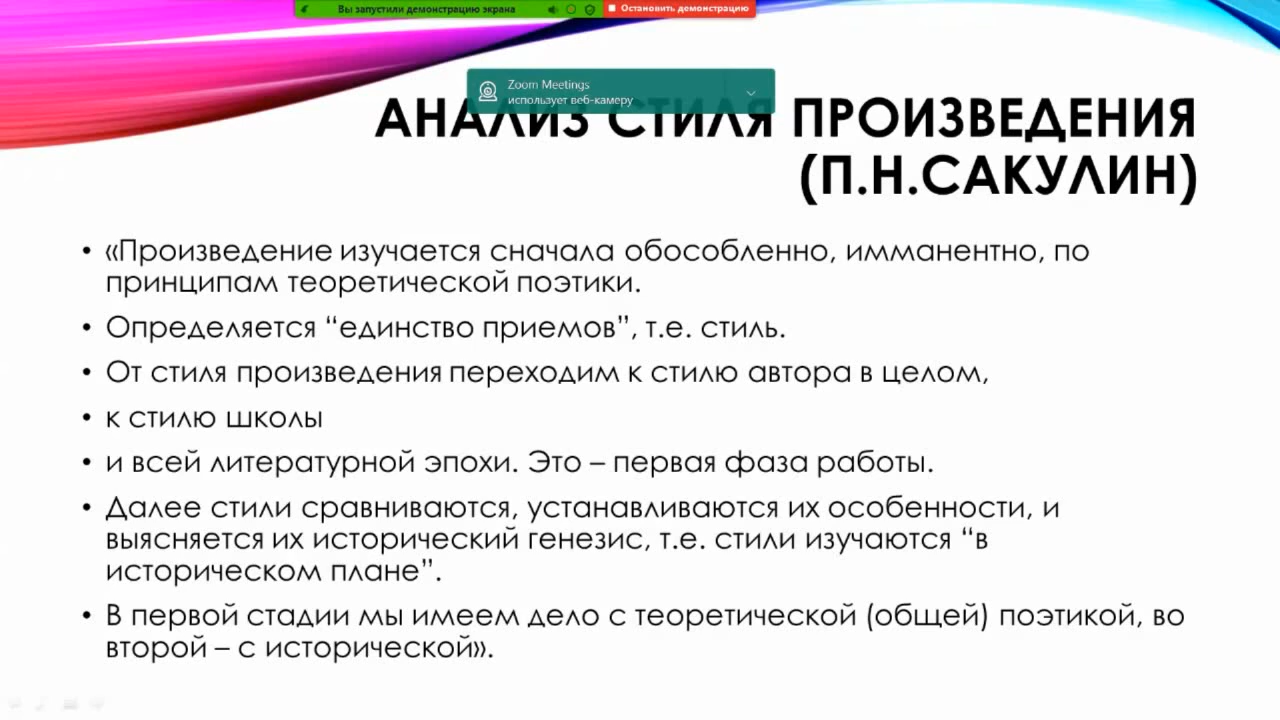 Вы запустили демонстрацию экрана
Остановить демонстрацию
Zoom Meetings
использует веб-камеру
АНАЛИЗ СТИЛЯ ПРОИЗВЕДЕНИЯ
(П.Н.САКУЛИН)
• «Произведение изучается сначала обособленно, имманентно, по
принципам теоретической поэтики.
• Определяется “единство приемов”, т.е. стиль.
• От стиля произведения переходим к стилю автора в целом,
• к стилю школы
• и всей литературной эпохи. Это – первая фаза работы.
• Далее стили сравниваются, устанавливаются их особенности, и
выясняется их исторический генезис, т.е. стили изучаются “в
историческом плане”.
• В первой стадии мы имеем дело с теоретической (общей) поэтикой, во
второй – с исторической».